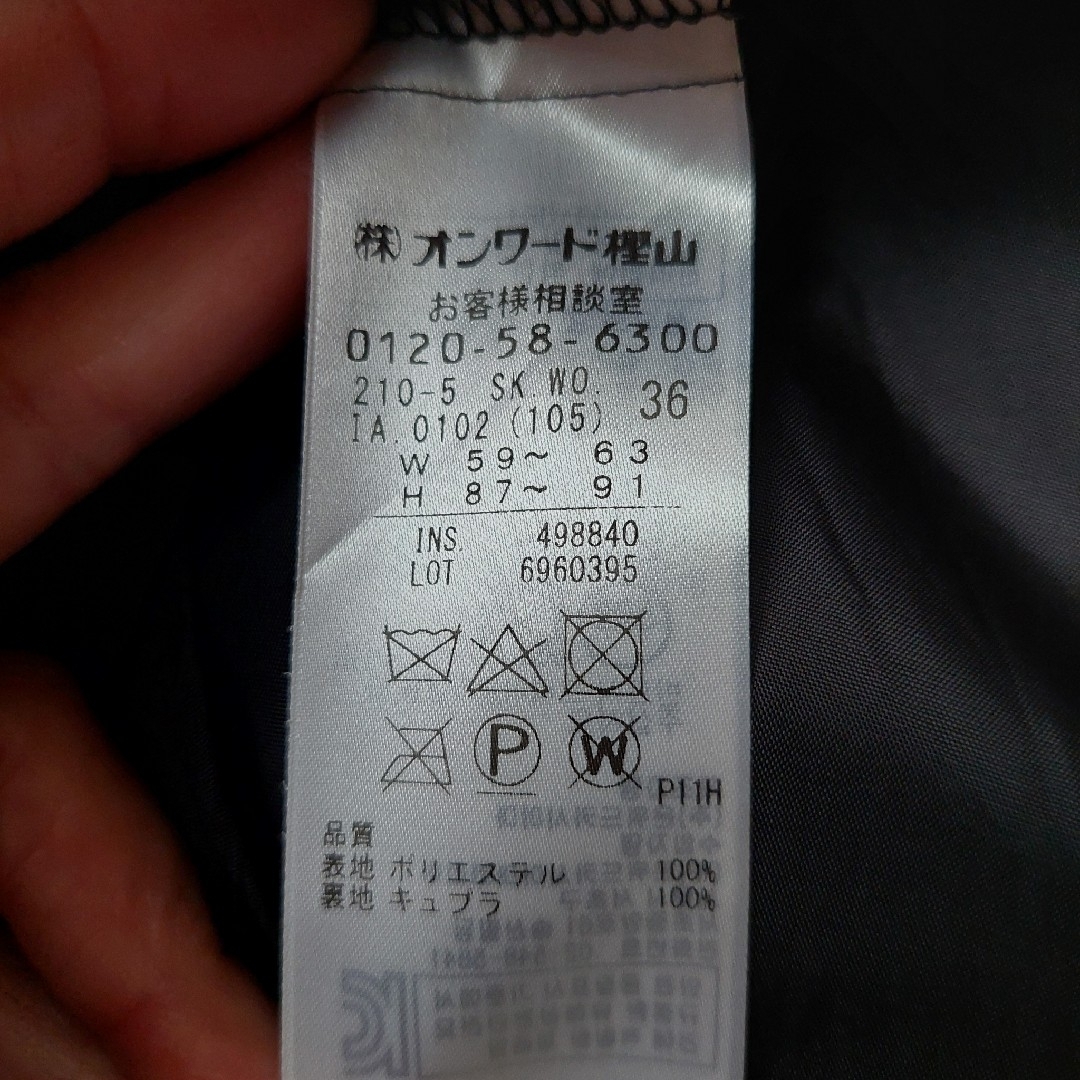 ㈱オンワード樫山
お客様相談室
0120-58-6300
210-5 SK.WO. 36
IA.0102 (105)
W 59～ 63
H 87～ 91
INS. 498840
LOT 6960395
P
W
P11H
品質
表地 ポリエステル 100%
裏地 キュプラ 100%